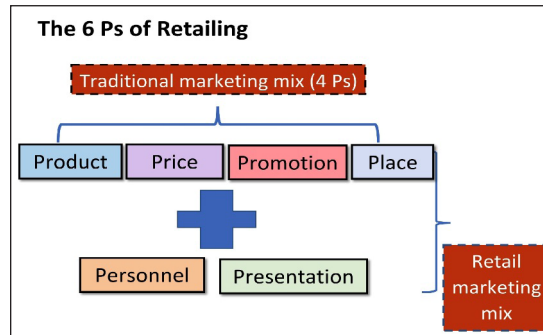 The 6 Ps of Retailing
Traditional marketing mix (4 Ps)
Product Price Promotion Place
Personnel Presentation
Retail
marketing
mix